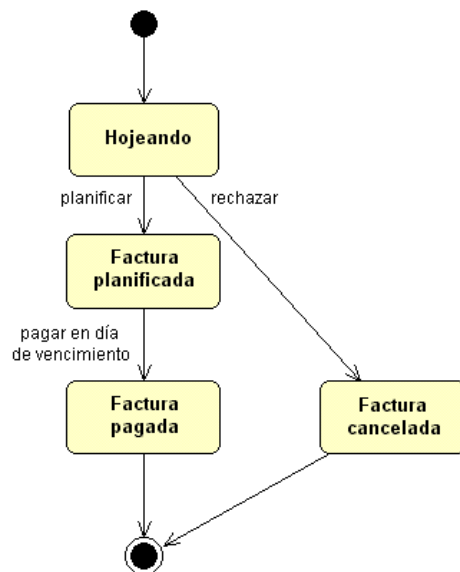 Hojeando
planificar
rechazar
Factura
planificada
pagar en día
de vencimiento
Factura
pagada
Factura
cancelada